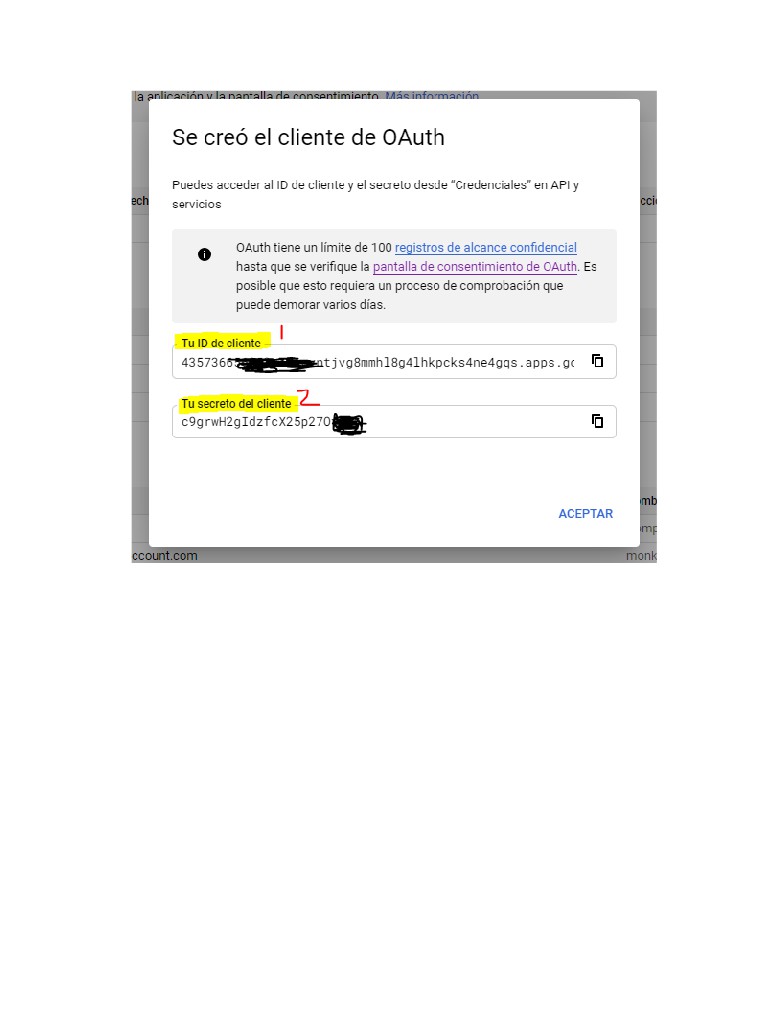 la aplicación y la pantalla de consentimiento. Más información
Se creó el cliente de OAuth
Puedes acceder al ID de cliente y el secreto desde “Credenciales” en API y
servicios
ech
ccic
OAuth tiene un límite de 100 registros de alcance confidencial
hasta que se verifique la pantalla de consentimiento de OAuth. Es
posible que esto requiera un proceso de comprobación que
puede demorar varios días.
1
Tu ID de cliente
ntjvg8mmhl8g4lhkpcks4ne4gqs.apps.gc
2
Tu secreto del cliente
c9grwH2gIdzfcX25p27O
ACEPTAR
omb
omp
ccount.com
monk